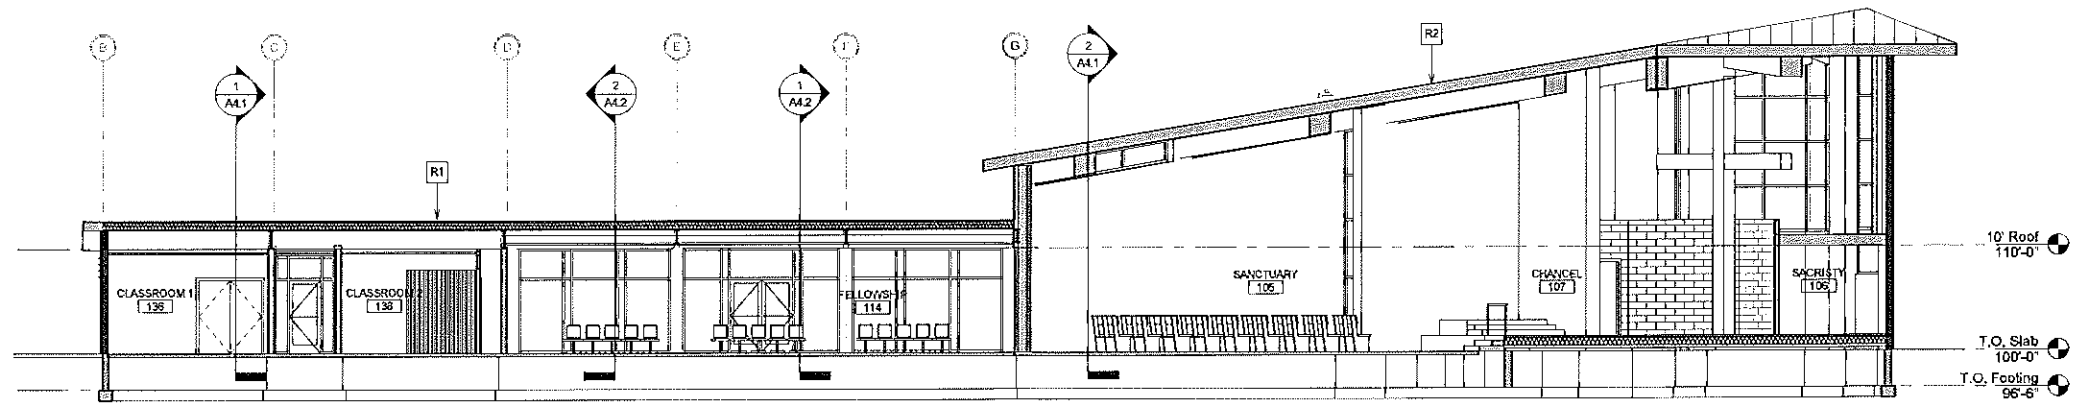 B
C
D
E
F
G
2
A4.1
R2
1
A4.1
2
A4.2
1
A4.2
R1
10' Roof
110'-0"
SANCTUARY
105
CHANCEL
107
SACRISTY
106
CLASSROOM 1
136
CLASSROOM 2
138
FELLOWSHIP
114
T.O. Slab
100'-0"
T.O. Footing
96'-6"